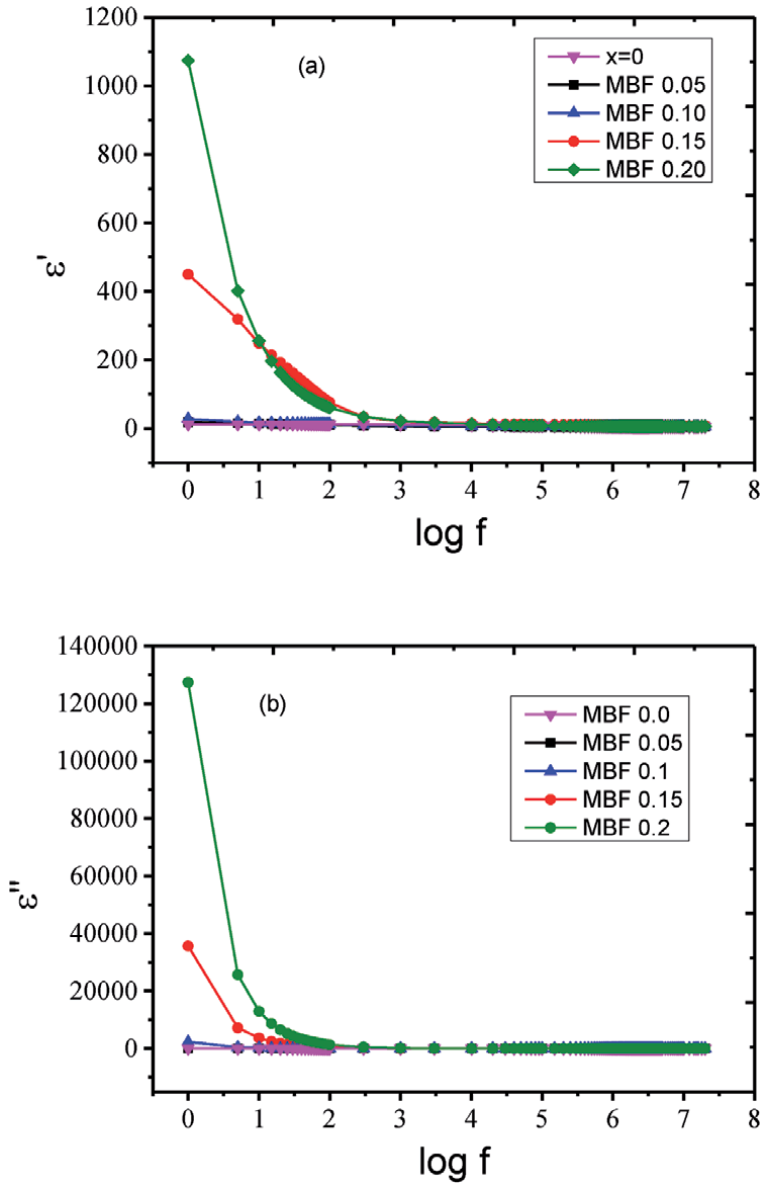 1200
1000
800
600
400
200
0
ε'
(a)
x=0
MBF 0.05
MBF 0.10
MBF 0.15
MBF 0.20
0 1 2 3 4 5 6 7 8
log f
140000
120000
100000
80000
60000
40000
20000
0
ε"
(b)
MBF 0.0
MBF 0.05
MBF 0.1
MBF 0.15
MBF 0.2
0 1 2 3 4 5 6 7 8
log f